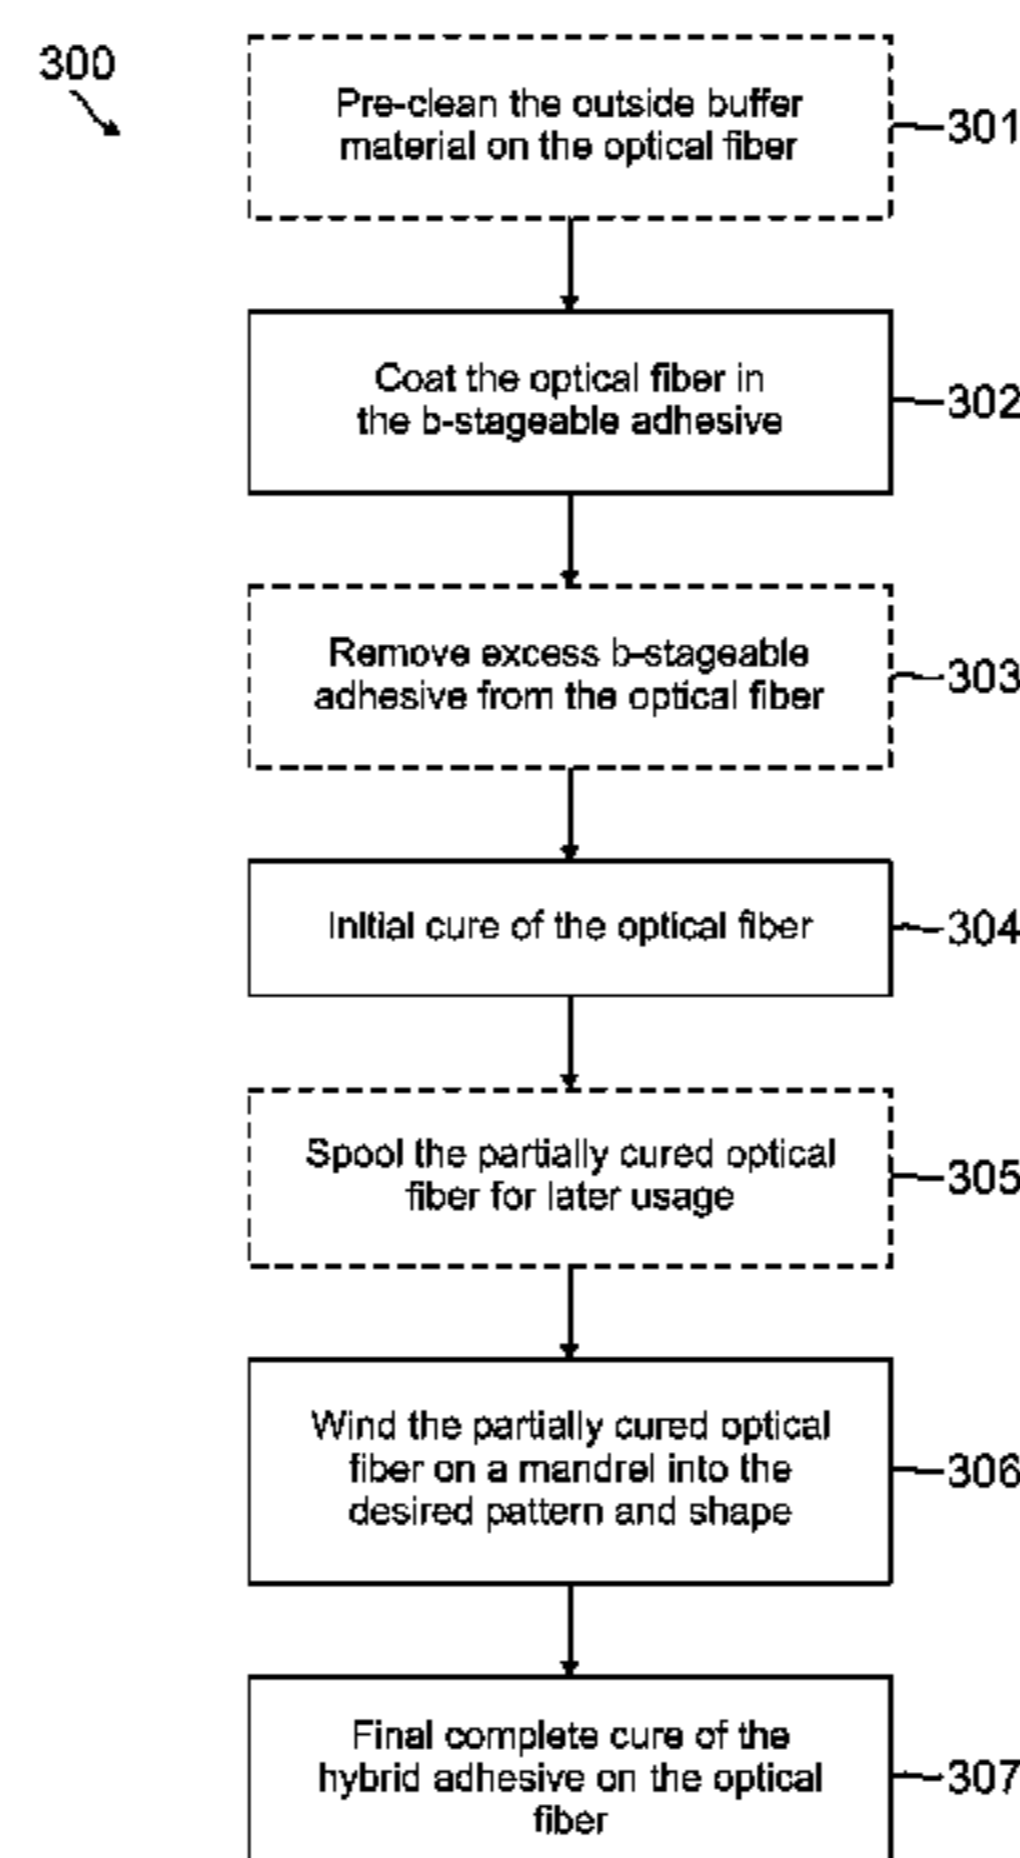 300
Pre-clean the outside buffer
material on the optical fiber
301
Coat the optical fiber in
the b-stageable adhesive
302
Remove excess b-stageable
adhesive from the optical fiber
303
Initial cure of the optical fiber
304
Spool the partially cured optical
fiber for later usage
305
Wind the partially cured optical
fiber on a mandrel into the
desired pattern and shape
306
Final complete cure of the
hybrid adhesive on the optical
fiber
307